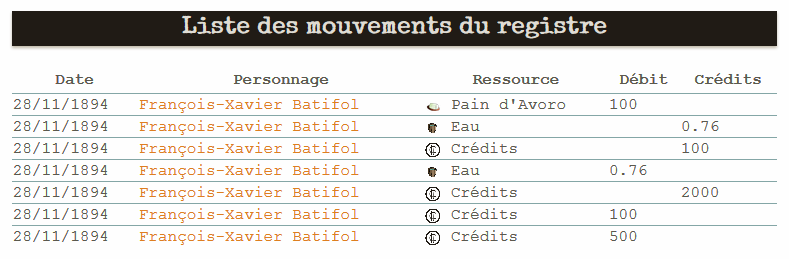 Liste des mouvements du registre
Date Personnage Ressource Débit Crédits
28/11/1894 François-Xavier Batifol Pain d'Avoro 100
28/11/1894 François-Xavier Batifol Eau 0.76
28/11/1894 François-Xavier Batifol Crédits 100
28/11/1894 François-Xavier Batifol Eau 0.76
28/11/1894 François-Xavier Batifol Crédits 2000
28/11/1894 François-Xavier Batifol Crédits 100
28/11/1894 François-Xavier Batifol Crédits 500